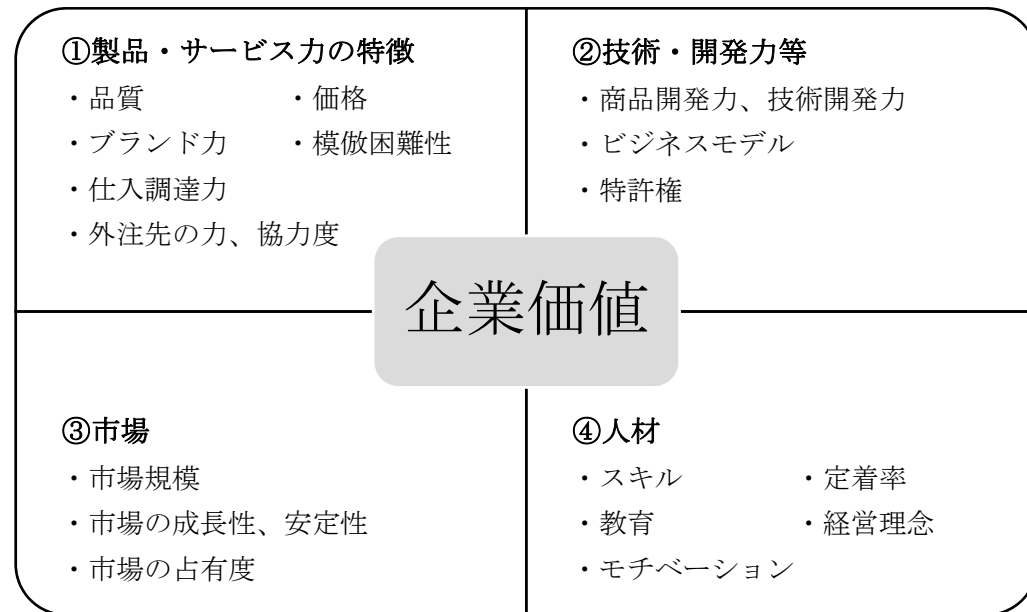 ①製品・サービス力の特徴
・品質 ・価格
・ブランド力 ・模倣困難性
・仕入調達力
・外注先の力、協力度
②技術・開発力等
・商品開発力、技術開発力
・ビジネスモデル
・特許権
企業価値
③市場
・市場規模
・市場の成長性、安定性
・市場の占有度
④人材
・スキル ・定着率
・教育 ・経営理念
・モチベーション